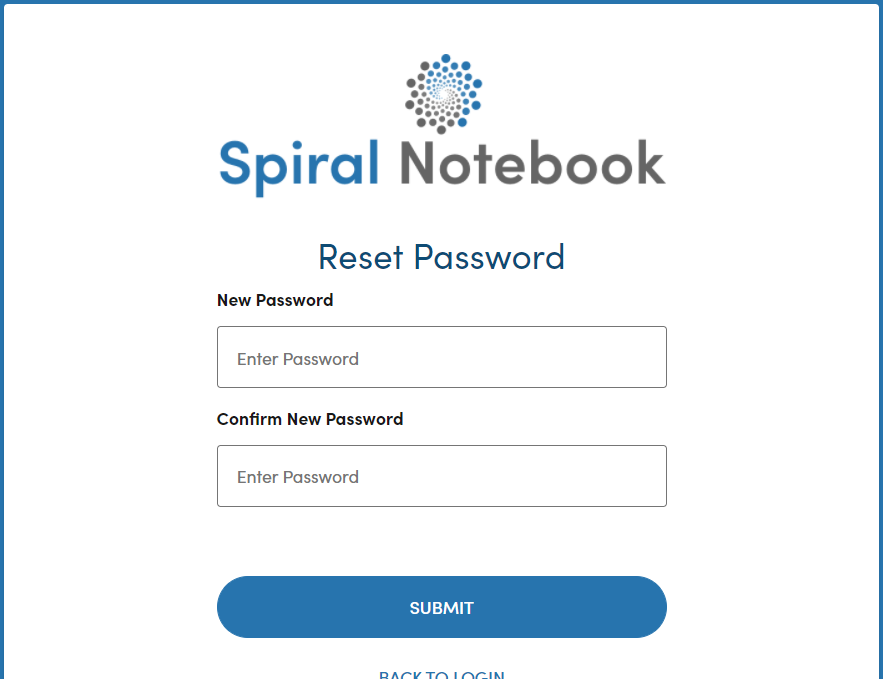 Spiral Notebook
Reset Password
New Password
Enter Password
Confirm New Password
Enter Password
SUBMIT
BACK TO LOGIN